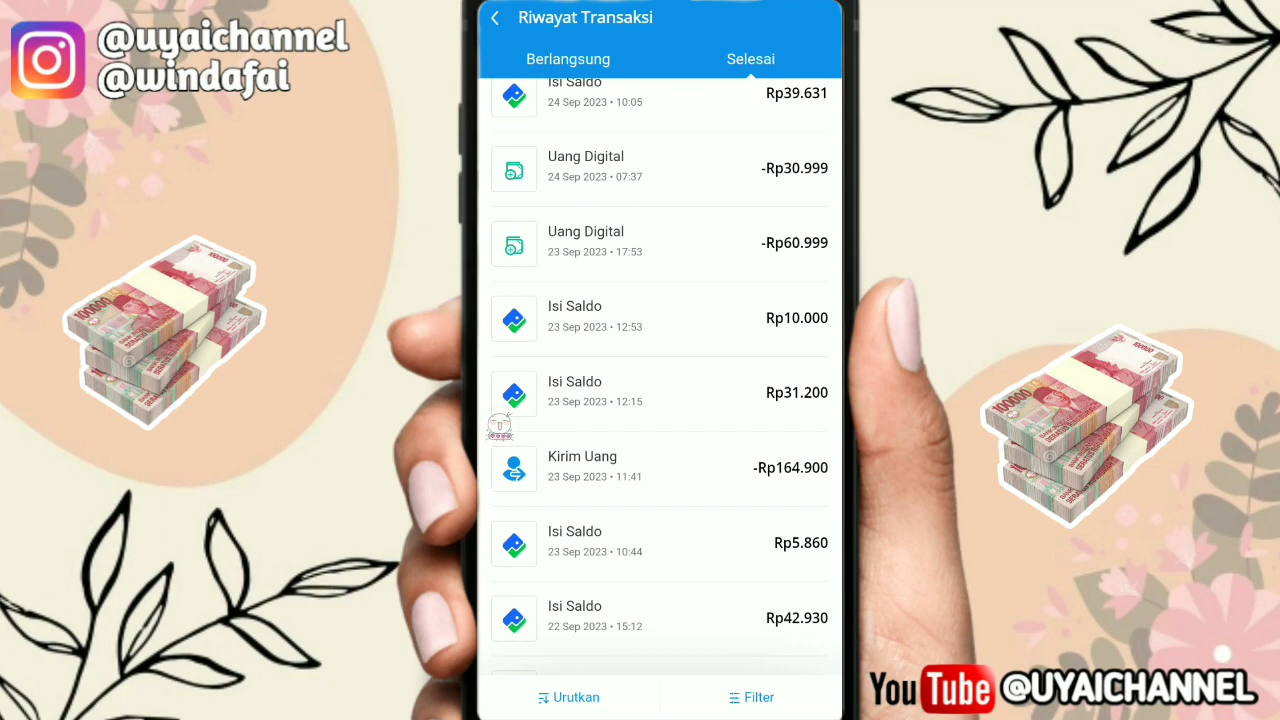 @uyaichannel
@windafai
Riwayat Transaksi
Berlangsung
Selesai
Isi Saldo
24 Sep 2023 • 10:05
Rp39.631
Uang Digital
24 Sep 2023 • 07:37
-Rp30.999
Uang Digital
23 Sep 2023 • 17:53
-Rp60.999
Isi Saldo
23 Sep 2023 • 12:53
Rp10.000
Isi Saldo
23 Sep 2023 • 12:15
Rp31.200
Kirim Uang
23 Sep 2023 • 11:41
-Rp164.900
Isi Saldo
23 Sep 2023 • 10:44
Rp5.860
Isi Saldo
22 Sep 2023 • 15:12
Rp42.930
Urutkan
Filter
100000
100000
YouTube @UYAICHANNEL